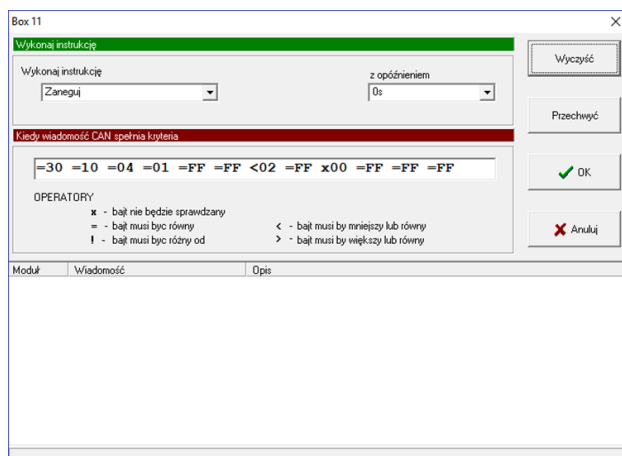 Box 11
Wykonaj instrukcję
Wykonaj instrukcję
z opóźnieniem
Zaneguj
0s
Wyczyść
Przechwyć
Kiedy wiadomość CAN spełnia kryteria
=30 =10 =04 =01 =FF =FF <02 =FF x00 =FF =FF =FF
OK
OPERATORY
x - bajt nie będzie sprawdzany
= - bajt musi byc równy
< - bajt musi by mniejszy lub równy
! - bajt musi byc różny od
> - bajt musi by większy lub równy
Anuluj
Moduł Wiadomość Opis